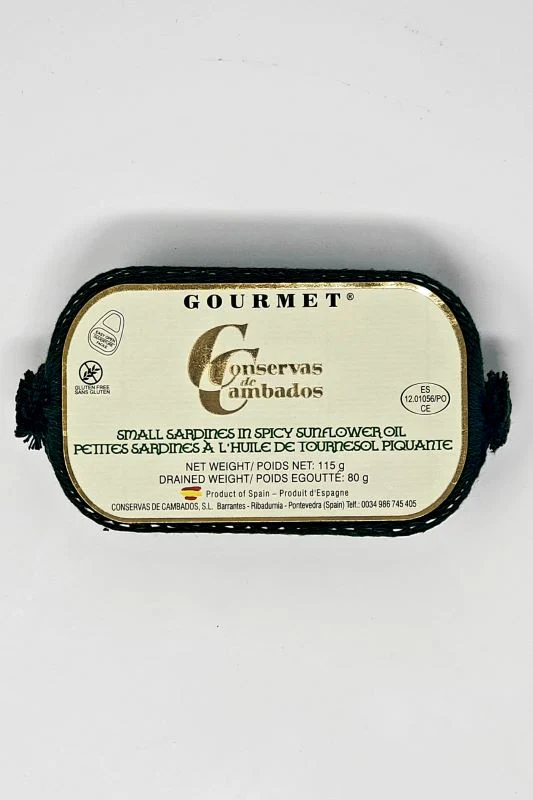 GOURMET®
Conservas
de
Cambados
GLUTEN FREE
SANS GLUTEN
ES
12.01056/PO
CE
SMALL SARDINES IN SPICY SUNFLOWER OIL
PETITES SARDINES À L'HUILE DE TOURNESOL PIQUANTE
NET WEIGHT/ POIDS NET: 115 g
DRAINED WEIGHT/ POIDS EGOUTTÉ: 80 g
Product of Spain – Produit d'Espagne
CONSERVAS DE CAMBADOS, S.L. Barrantes - Ribadumia - Pontevedra (Spain) Telf.: 0034 986 745 405